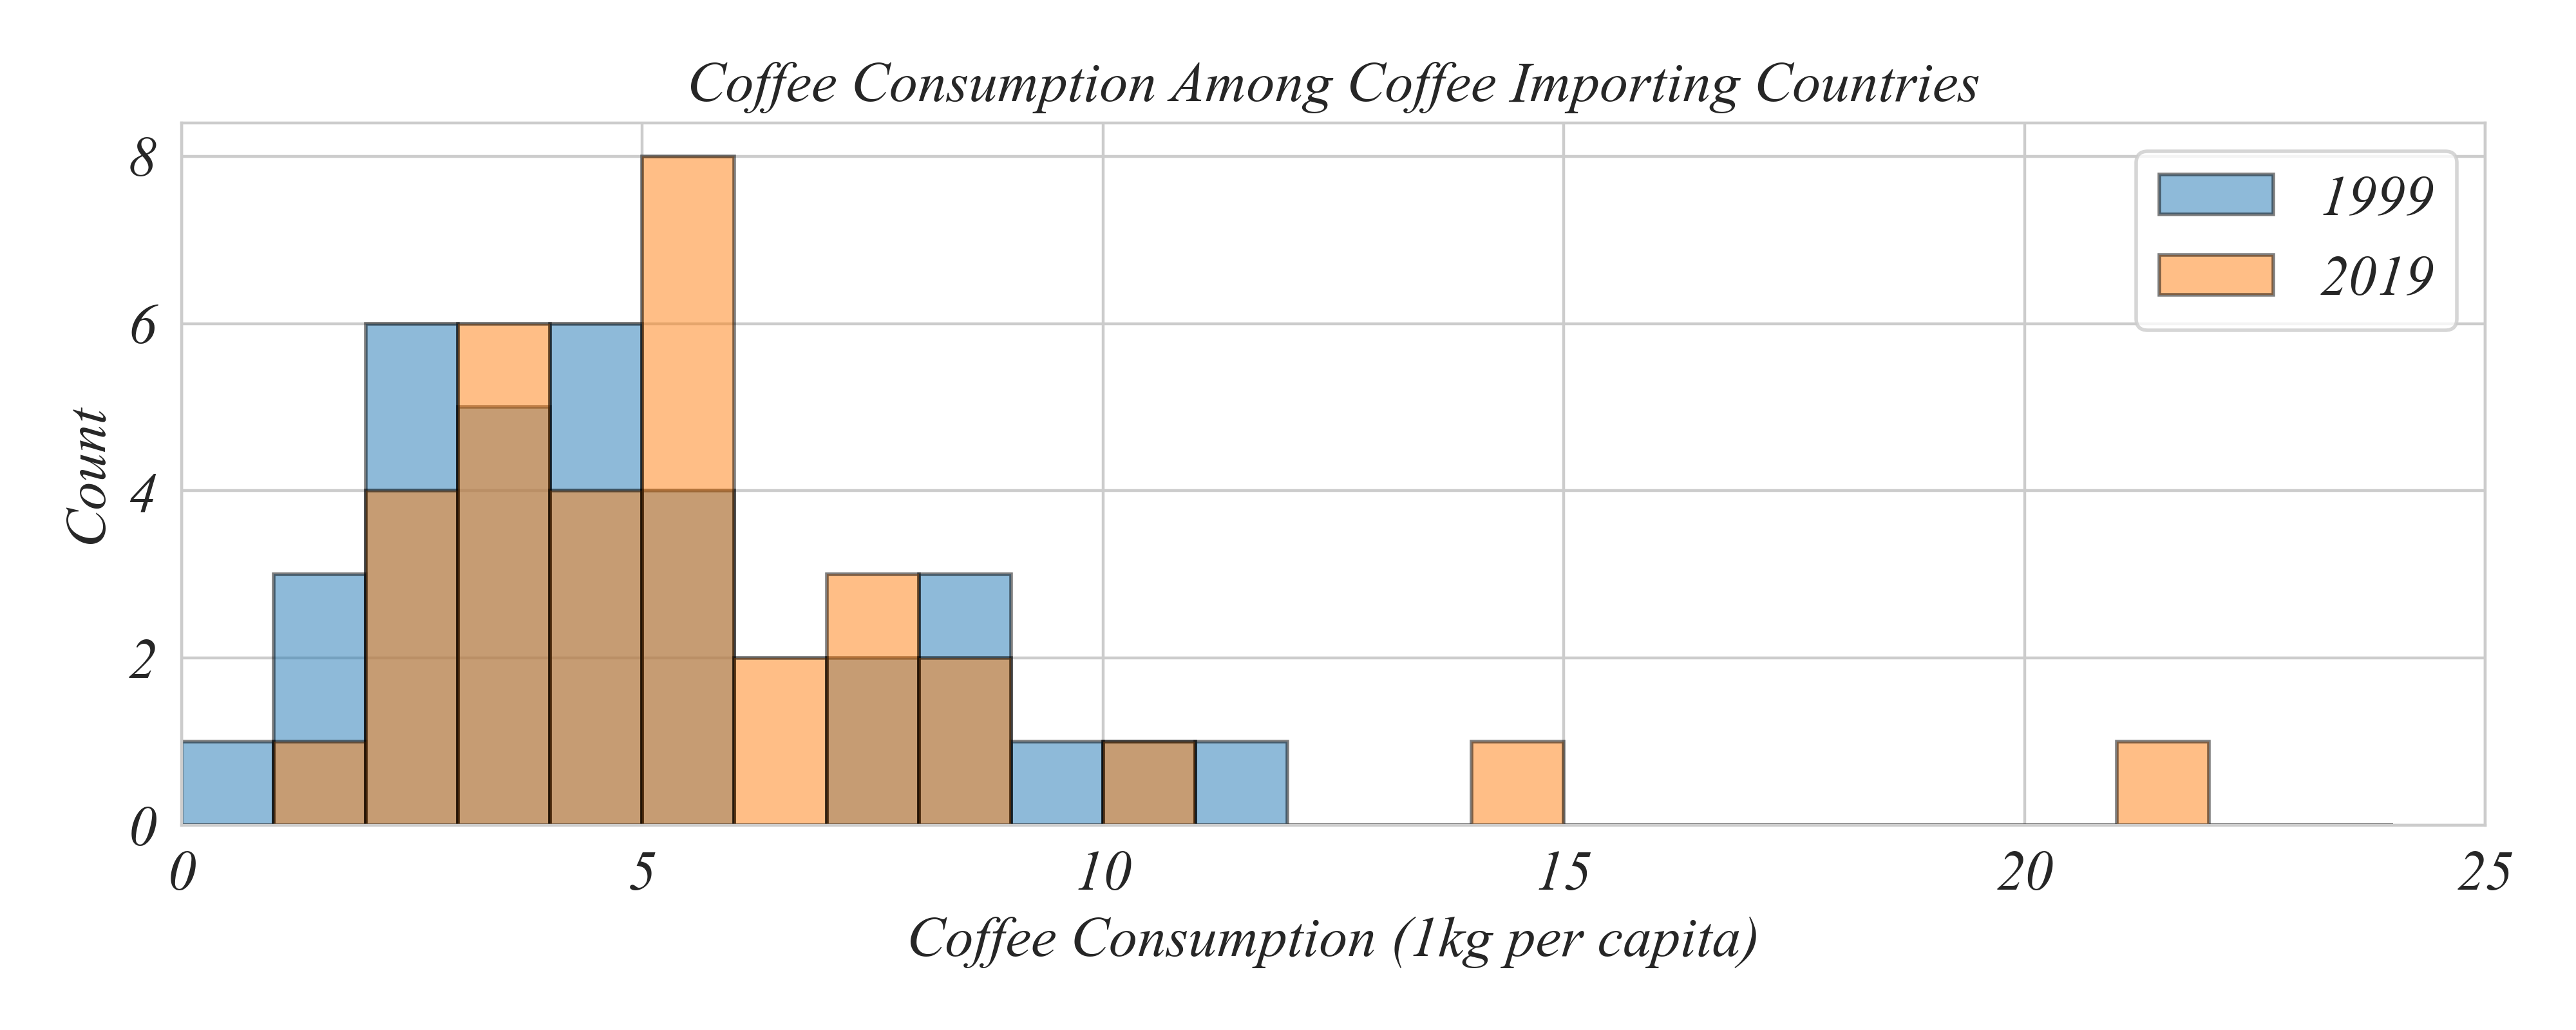 Coffee Consumption Among Coffee Importing Countries
8
6
4
2
0
Count
1999
2019
0 5 10 15 20 25
Coffee Consumption (1kg per capita)